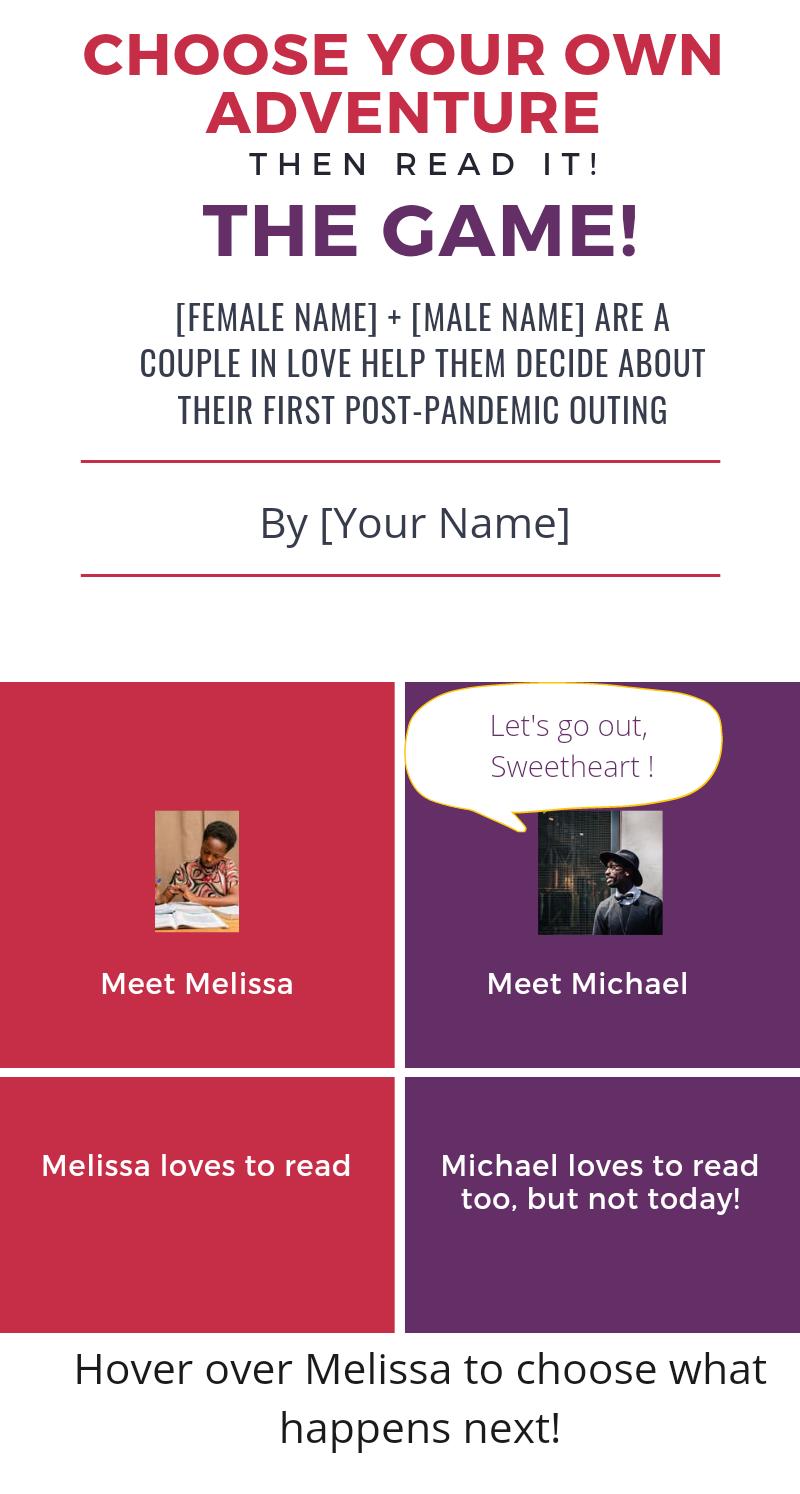 CHOOSE YOUR OWN
ADVENTURE
THEN READ IT!
THE GAME!
[FEMALE NAME] + [MALE NAME] ARE A
COUPLE IN LOVE HELP THEM DECIDE ABOUT
THEIR FIRST POST-PANDEMIC OUTING
By [Your Name]
Let's go out,
Sweetheart !
Meet Melissa
Meet Michael
Melissa loves to read
Michael loves to read
too, but not today!
Hover over Melissa to choose what
happens next!